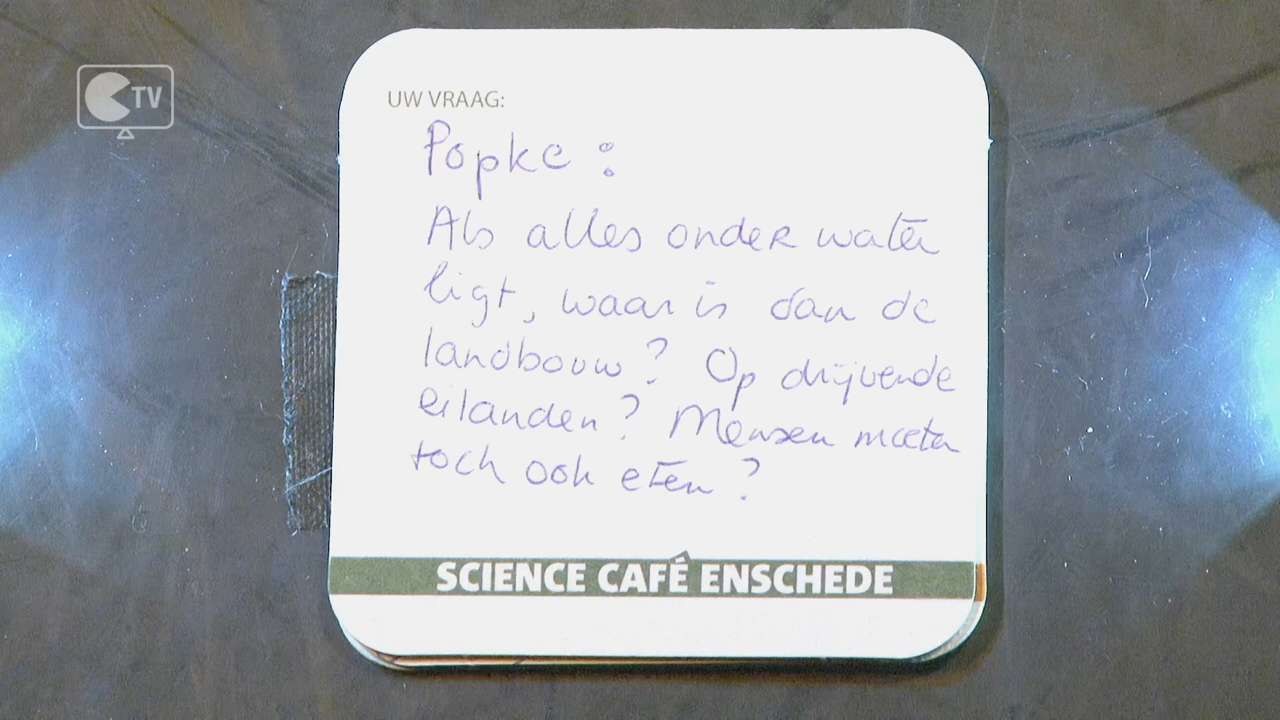 TV
UW VRAAG:
Popke :
Als alles onder water
ligt, waar is dan de
landbouw? Op drijvende
eilanden? Mensen moeten
toch ook eten?
SCIENCE CAFÉ ENSCHEDE